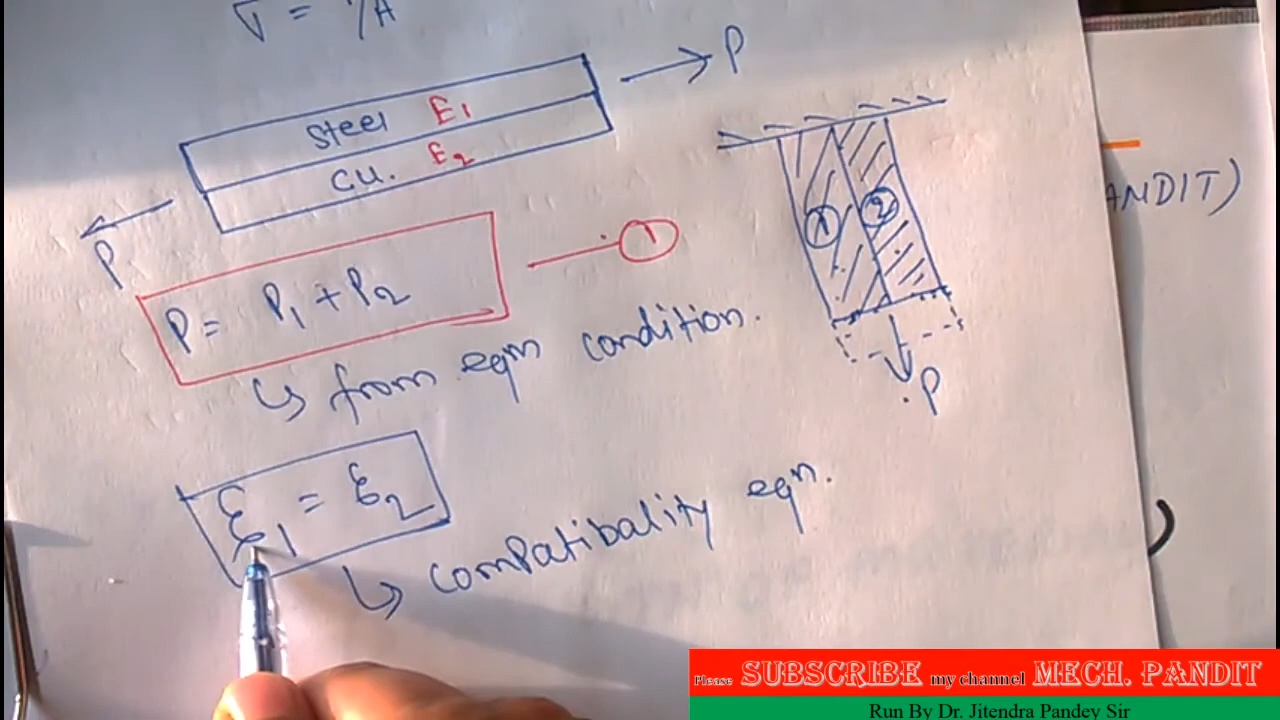 σ = P/A
P
Steel E1
cu. E2
P
P = P1 + P2
1
↳ from eqm condition.
1 2
P
ε1 = ε2
↳ compatibality eqn.
ANDIT)
Please SUBSCRIBE my channel MECH. PANDIT
Run By Dr. Jitendra Pandey Sir